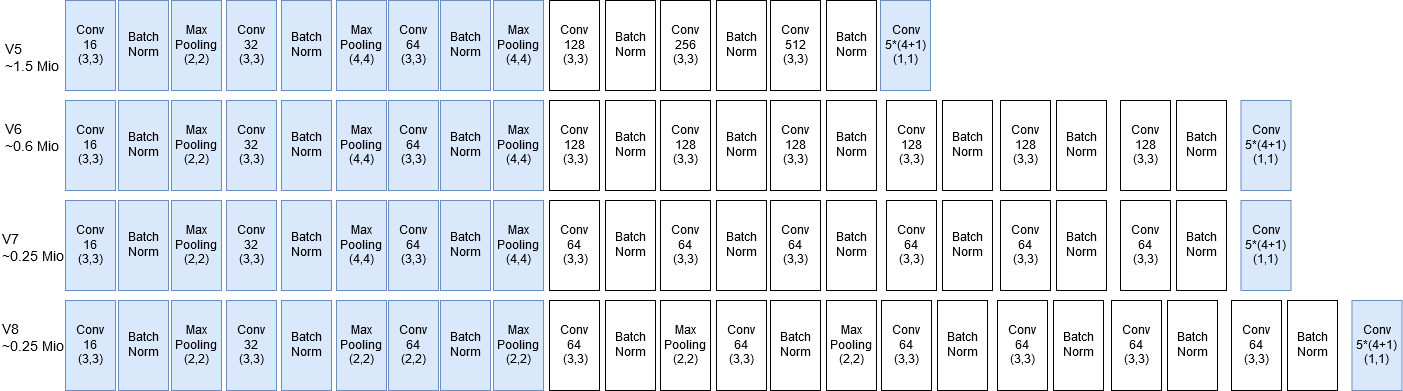 V5
~1.5 Mio
Conv
16
(3,3)
Batch
Norm
Max
Pooling
(2,2)
Conv
32
(3,3)
Batch
Norm
Max
Pooling
(4,4)
Conv
64
(3,3)
Batch
Norm
Max
Pooling
(4,4)
Conv
128
(3,3)
Batch
Norm
Conv
256
(3,3)
Batch
Norm
Conv
512
(3,3)
Batch
Norm
Conv
5*(4+1)
(1,1)
V6
~0.6 Mio
Conv
16
(3,3)
Batch
Norm
Max
Pooling
(2,2)
Conv
32
(3,3)
Batch
Norm
Max
Pooling
(4,4)
Conv
64
(3,3)
Batch
Norm
Max
Pooling
(4,4)
Conv
128
(3,3)
Batch
Norm
Conv
128
(3,3)
Batch
Norm
Conv
128
(3,3)
Batch
Norm
Conv
128
(3,3)
Batch
Norm
Conv
128
(3,3)
Batch
Norm
Conv
128
(3,3)
Batch
Norm
Conv
5*(4+1)
(1,1)
V7
~0.25 Mio
Conv
16
(3,3)
Batch
Norm
Max
Pooling
(2,2)
Conv
32
(3,3)
Batch
Norm
Max
Pooling
(4,4)
Conv
64
(3,3)
Batch
Norm
Max
Pooling
(4,4)
Conv
64
(3,3)
Batch
Norm
Conv
64
(3,3)
Batch
Norm
Conv
64
(3,3)
Batch
Norm
Conv
64
(3,3)
Batch
Norm
Conv
64
(3,3)
Batch
Norm
Conv
64
(3,3)
Batch
Norm
Conv
5*(4+1)
(1,1)
V8
~0.25 Mio
Conv
16
(3,3)
Batch
Norm
Max
Pooling
(2,2)
Conv
32
(3,3)
Batch
Norm
Max
Pooling
(2,2)
Conv
64
(2,2)
Batch
Norm
Max
Pooling
(2,2)
Conv
64
(3,3)
Batch
Norm
Max
Pooling
(2,2)
Conv
64
(3,3)
Batch
Norm
Max
Pooling
(2,2)
Conv
64
(3,3)
Batch
Norm
Conv
64
(3,3)
Batch
Norm
Conv
64
(3,3)
Batch
Norm
Conv
64
(3,3)
Batch
Norm
Conv
5*(4+1)
(1,1)